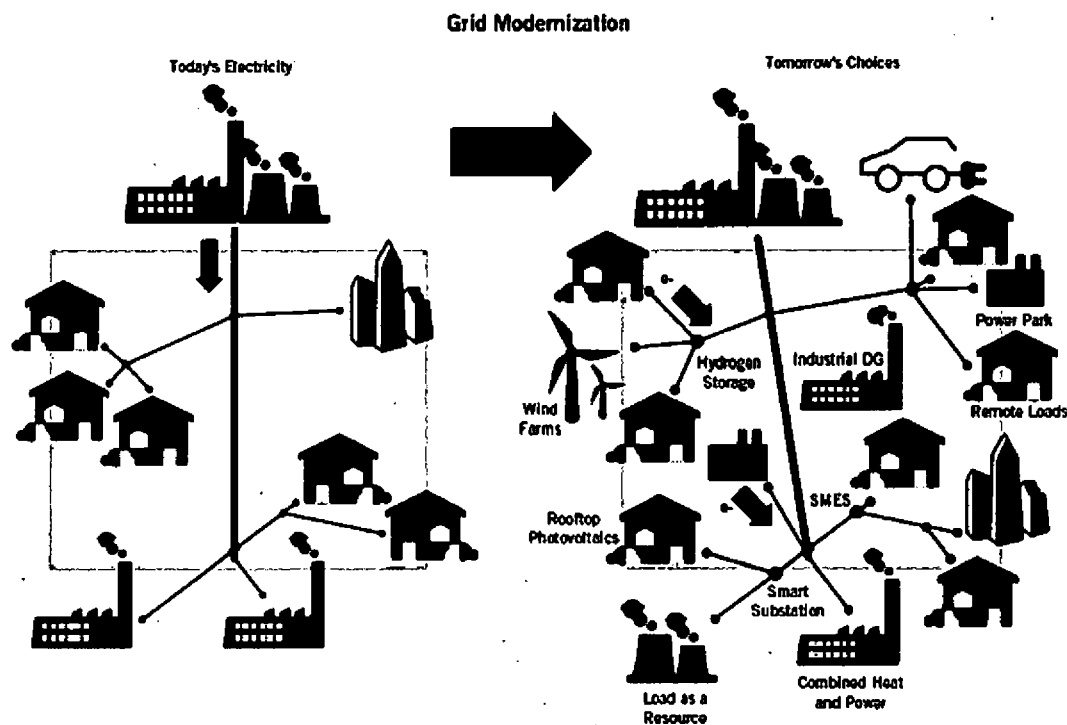 Grid Modernization
Today's Electricity
Tomorrow's Choices
e-
Power Park
Hydrogen
Storage
Industrial DG
Wind
Farms
Remote Loads
SMES
e-
Rooftop
Photovoltaics
Smart
Substation
Load as a
Resource
Combined Heat
and Power